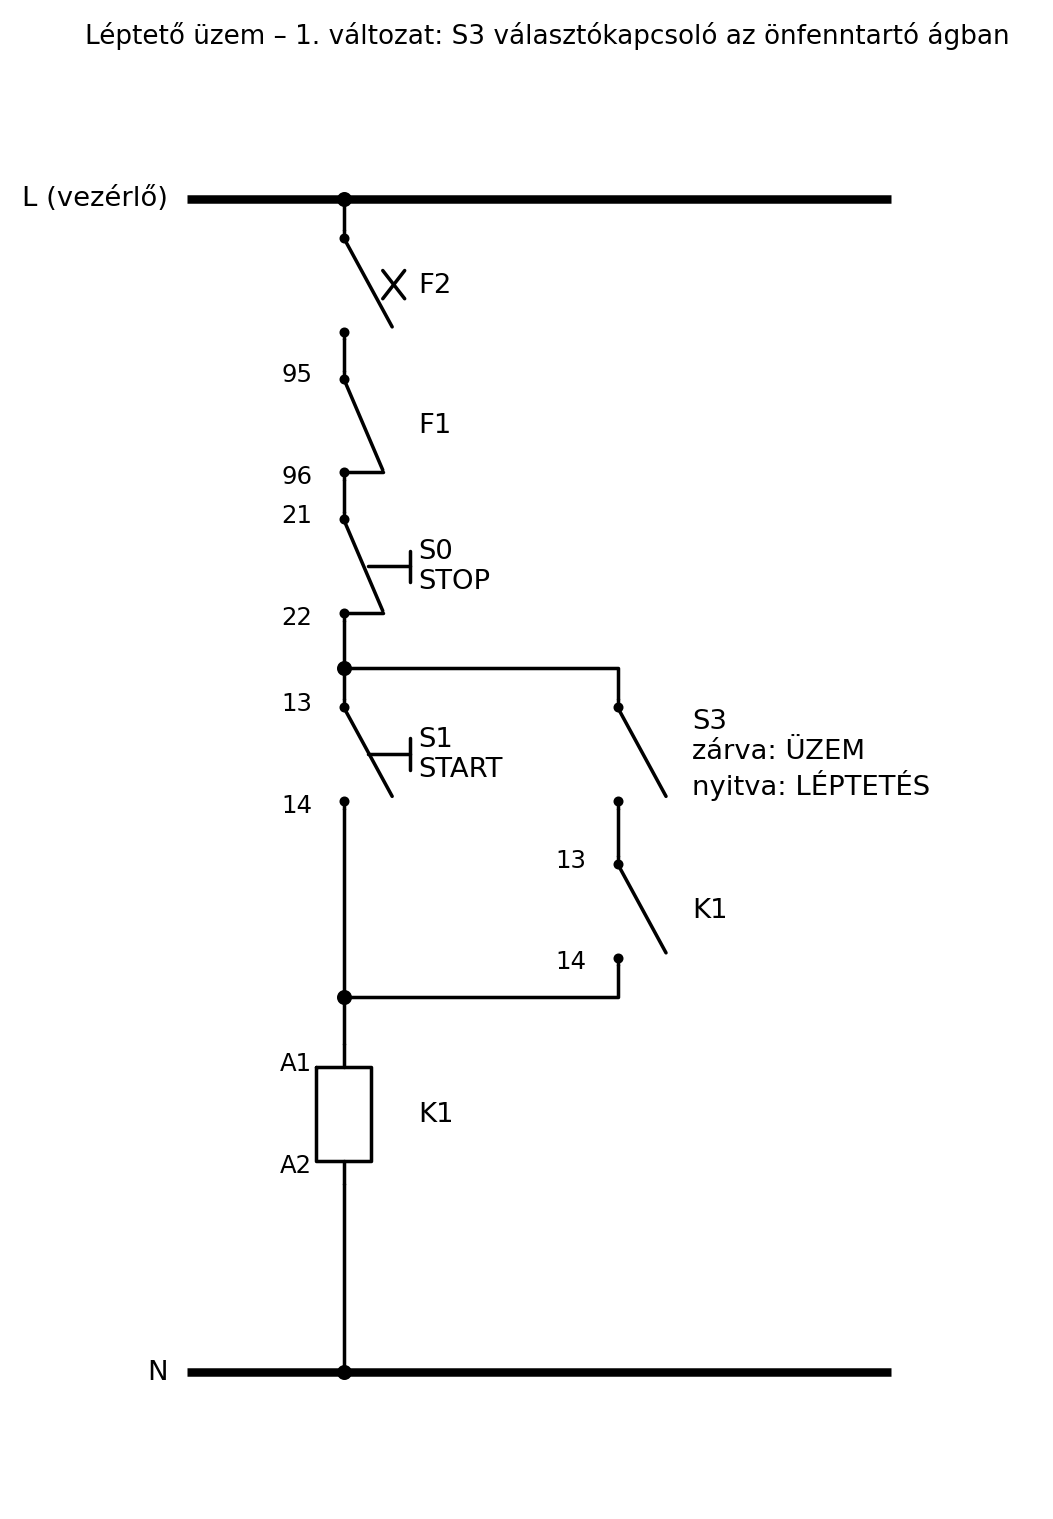 Léptető üzem – 1. változat: S3 választókapcsoló az önfenntartó ágban
L (vezérlő)
F2
95
F1
96
21
S0
STOP
22
13
S1
START
14
S3
zárva: ÜZEM
nyitva: LÉPTETÉS
13
K1
14
A1
K1
A2
N